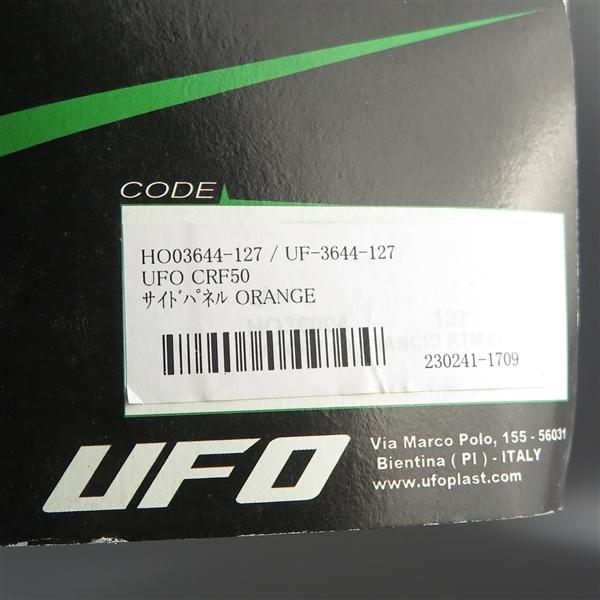 CODE
HO03644-127 / UF-3644-127
UFO CRF50
ｻｲﾄﾞﾊﾟﾈﾙ ORANGE
230241-1709
UFO
Via Marco Polo, 155 - 56031
Bientina ( PI ) - ITALY
www.ufoplast.com